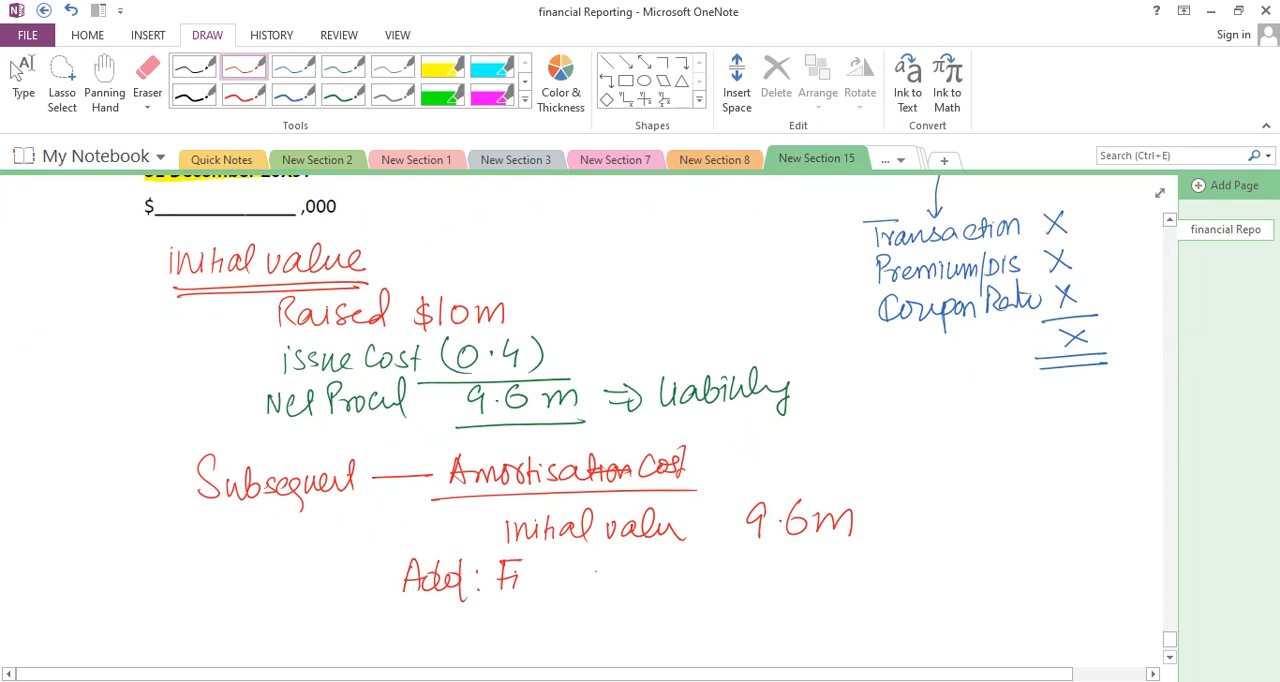 financial Reporting - Microsoft OneNote
Sign in
FILE HOME INSERT DRAW HISTORY REVIEW VIEW
Type Lasso Select Panning Hand Eraser Color & Thickness Insert Space Delete Arrange Rotate Ink to Text Ink to Math
Tools Shapes Edit Convert
My Notebook Quick Notes New Section 2 New Section 1 New Section 3 New Section 7 New Section 8 New Section 15 ... Search (Ctrl+E)
Add Page
financial Repo
$ ,000
Transaction X
Premium/Dis X
Coupon Rate X
X
initial value
Raised $10m
issue Cost (0.4)
9.6m ⇒ Liability
Subsequent — Amortisation Cost
initial valu 9.6m
Add: Fi